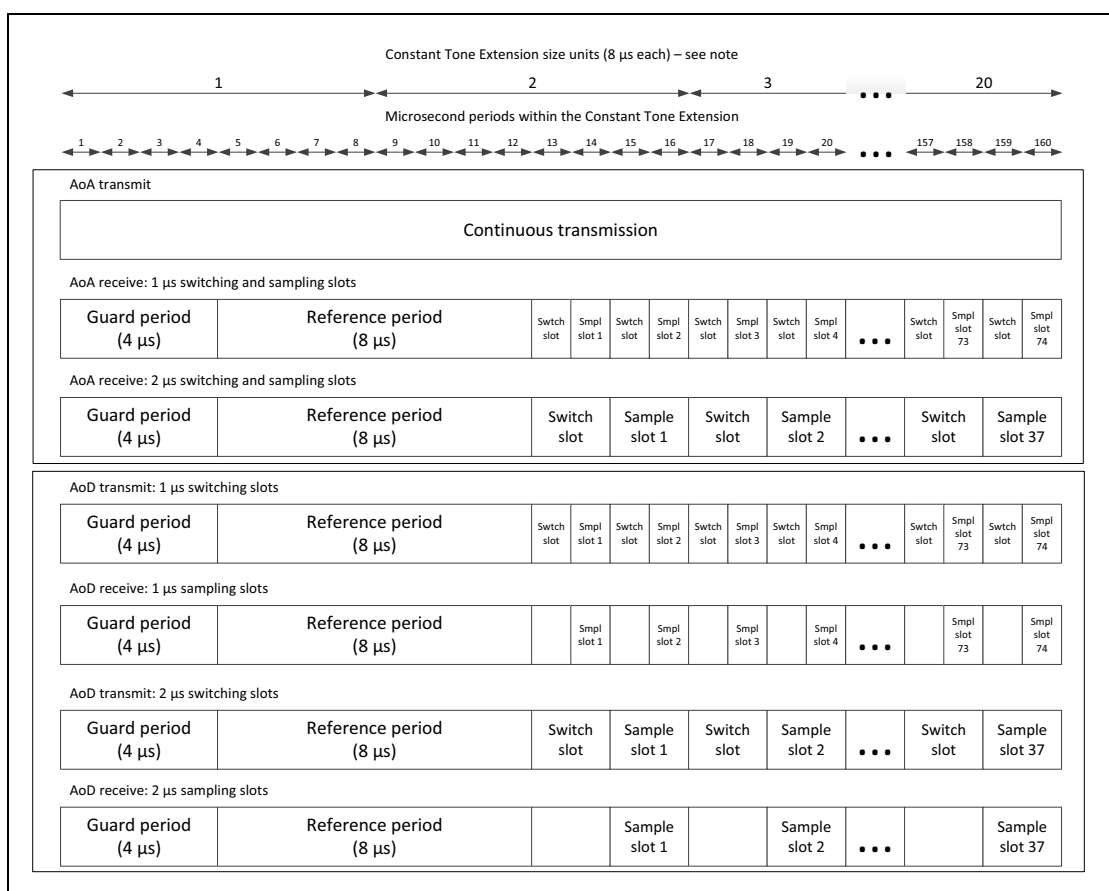 Constant Tone Extension size units (8 µs each) – see note
1 2 3 ... 20
Microsecond periods within the Constant Tone Extension
1 2 3 4 5 6 7 8 9 10 11 12 13 14 15 16 17 18 19 20 ... 157 158 159 160
AoA transmit
Continuous transmission
AoA receive: 1 µs switching and sampling slots
Guard period Reference period Swtch Smpl Swtch Smpl Swtch Smpl Swtch Smpl ... Swtch Smpl Swtch Smpl
(4 µs) (8 µs) slot slot 1 slot slot 2 slot slot 3 slot slot 4 slot slot slot slot
73 74
AoA receive: 2 µs switching and sampling slots
Guard period Reference period Switch Sample Switch Sample ... Switch Sample
(4 µs) (8 µs) slot slot 1 slot slot 2 slot slot 37
AoD transmit: 1 µs switching slots
Guard period Reference period Swtch Smpl Swtch Smpl Swtch Smpl Swtch Smpl ... Swtch Smpl Swtch Smpl
(4 µs) (8 µs) slot slot 1 slot slot 2 slot slot 3 slot slot 4 slot slot slot slot
73 74
AoD receive: 1 µs sampling slots
Guard period Reference period Smpl Smpl Smpl Smpl ... Smpl Smpl
(4 µs) (8 µs) slot 1 slot 2 slot 3 slot 4 slot slot
73 74
AoD transmit: 2 µs switching slots
Guard period Reference period Switch Sample Switch Sample ... Switch Sample
(4 µs) (8 µs) slot slot 1 slot slot 2 slot slot 37
AoD receive: 2 µs sampling slots
Guard period Reference period Sample Sample ... Sample
(4 µs) (8 µs) slot 1 slot 2 slot 37